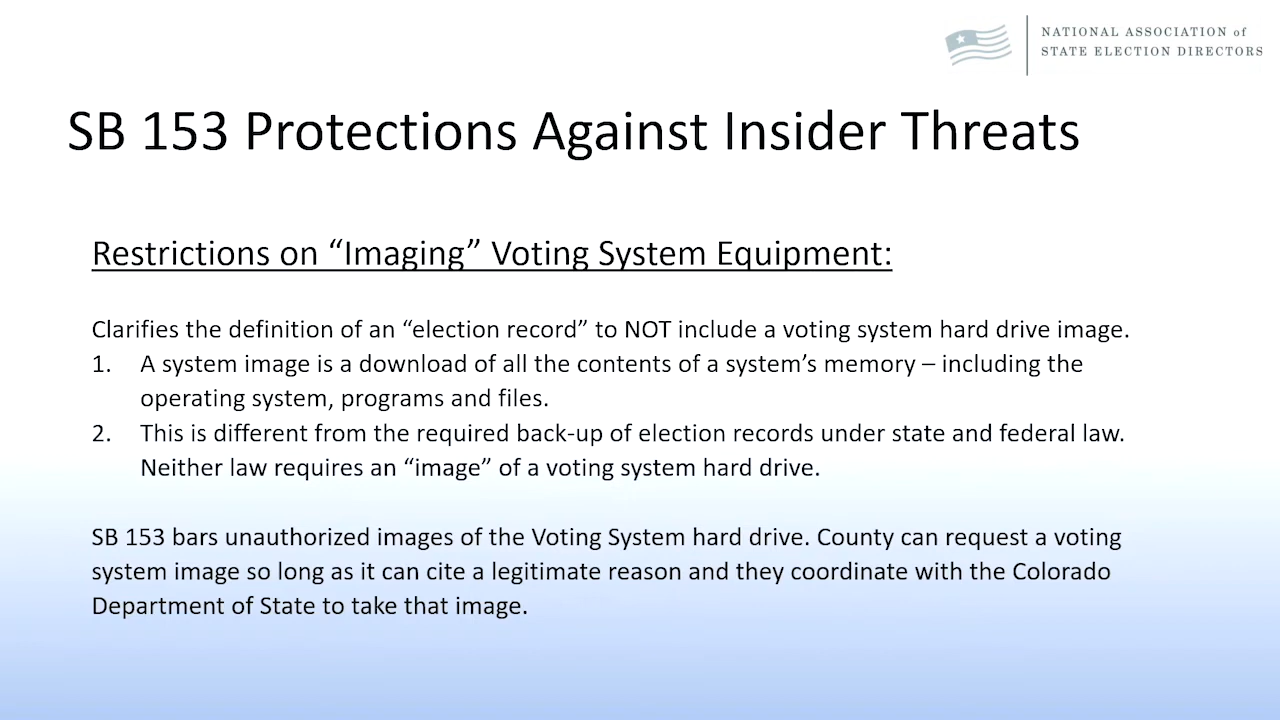 NATIONAL ASSOCIATION of
STATE ELECTION DIRECTORS
SB 153 Protections Against Insider Threats
Restrictions on “Imaging” Voting System Equipment:
Clarifies the definition of an “election record” to NOT include a voting system hard drive image.
1. A system image is a download of all the contents of a system’s memory – including the
operating system, programs and files.
2. This is different from the required back-up of election records under state and federal law.
Neither law requires an “image” of a voting system hard drive.
SB 153 bars unauthorized images of the Voting System hard drive. County can request a voting
system image so long as it can cite a legitimate reason and they coordinate with the Colorado
Department of State to take that image.